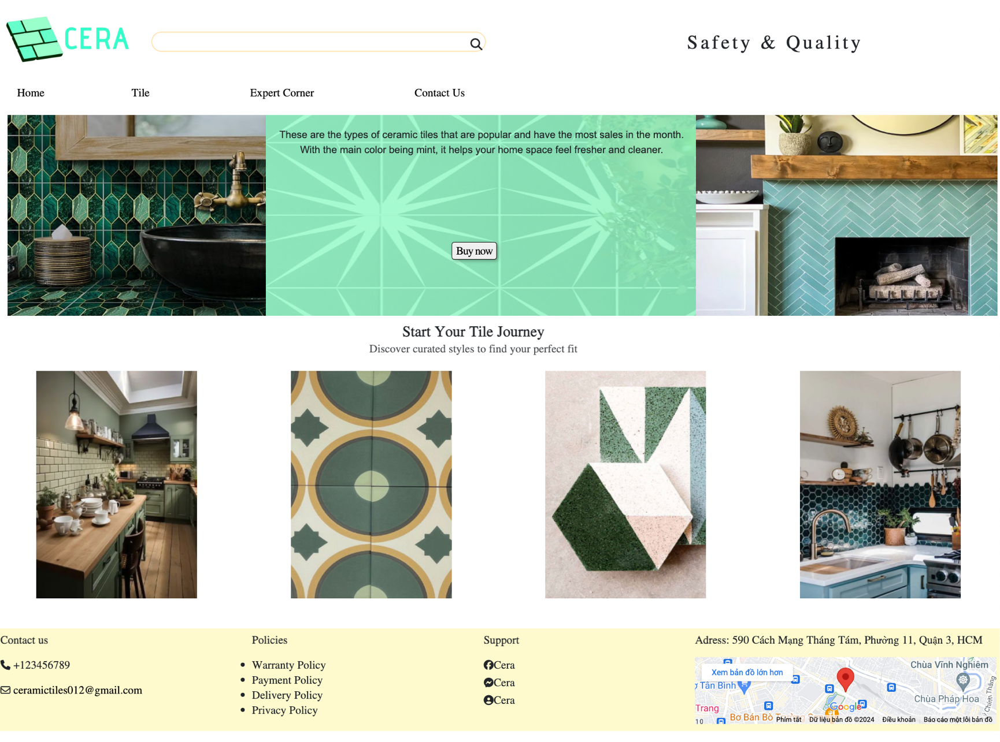 CERA
Safety & Quality
Home
Tile
Expert Corner
Contact Us
These are the types of ceramic tiles that are popular and have the most sales in the month.
With the main color being mint, it helps your home space feel fresher and cleaner.
Buy now
Start Your Tile Journey
Discover curated styles to find your perfect fit
Contact us
+123456789
ceramictiles012@gmail.com
Policies
Warranty Policy
Payment Policy
Delivery Policy
Privacy Policy
Support
Cera
Cera
Cera
Adress: 590 Cách Mạng Tháng Tám, Phường 11, Quận 3, HCM
Chùa Vĩnh Nghiêm
Xem bản đồ lớn hơn
Tân Bình
Chùa Pháp Hoa
Trang
Google
Bơ Bán Bò
10
Phím tắt
Dữ liệu bản đồ ©2024
Điều khoản
Báo cáo một lỗi bản đồ